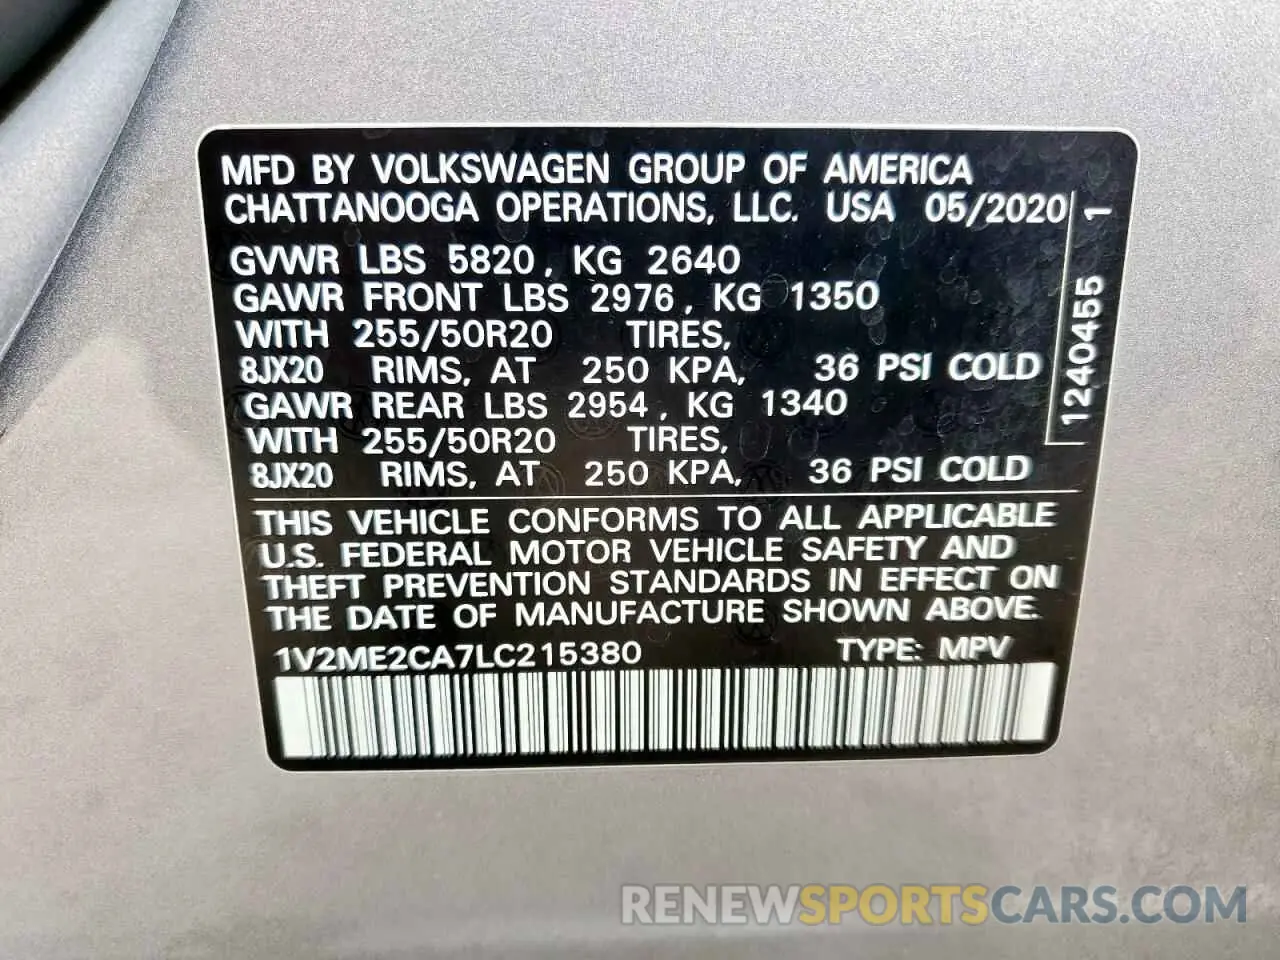 MFD BY VOLKSWAGEN GROUP OF AMERICA
CHATTANOOGA OPERATIONS, LLC. USA 05/2020
GVWR LBS 5820, KG 2640
GAWR FRONT LBS 2976, KG 1350
WITH 255/50R20 TIRES,
8JX20 RIMS, AT 250 KPA, 36 PSI COLD
GAWR REAR LBS 2954, KG 1340
WITH 255/50R20 TIRES,
8JX20 RIMS, AT 250 KPA, 36 PSI COLD
1240455 1
THIS VEHICLE CONFORMS TO ALL APPLICABLE
U.S. FEDERAL MOTOR VEHICLE SAFETY AND
THEFT PREVENTION STANDARDS IN EFFECT ON
THE DATE OF MANUFACTURE SHOWN ABOVE.
1V2ME2CA7LC215380 TYPE: MPV
RENEWSPORTSCARS.COM